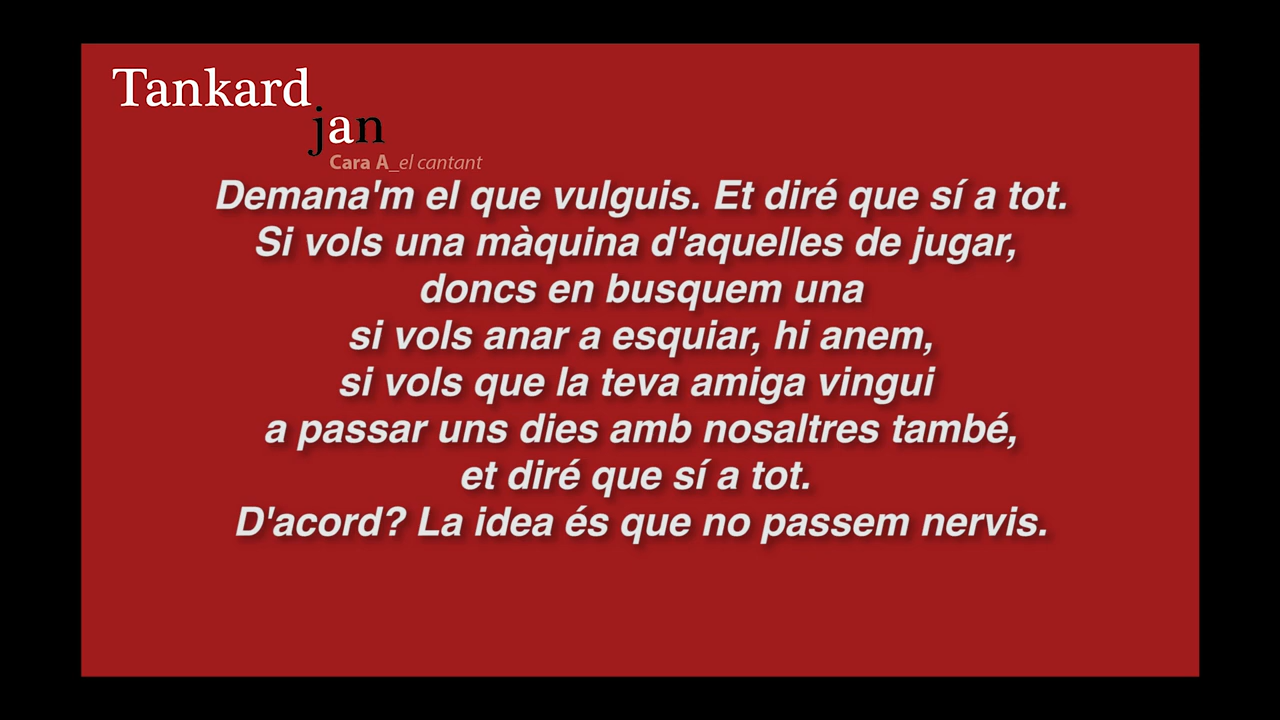 Tankard
jan
Cara A_el cantant
Demana'm el que vulguis. Et diré que sí a tot.
Si vols una màquina d'aquelles de jugar,
doncs en busquem una
si vols anar a esquiar, hi anem,
si vols que la teva amiga vingui
a passar uns dies amb nosaltres també,
et diré que sí a tot.
D'acord? La idea és que no passem nervis.